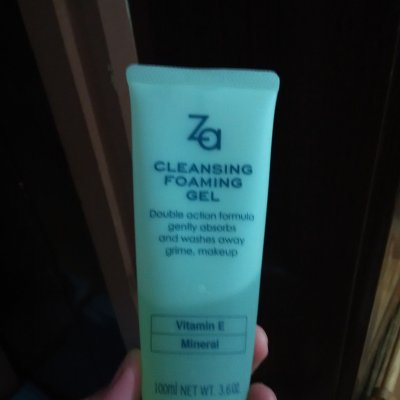 Za
CLEANSING
FOAMING
GEL
Double action formula
gently absorbs
and washes away
grime, makeup
Vitamin E
Mineral
100ml NET WT. 3.6 OZ.